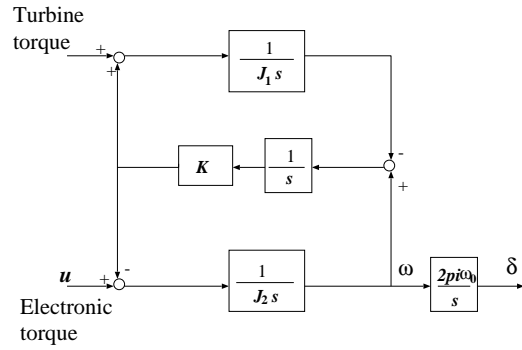 Turbine
torque
+
+
1
J₁ s
-
+
K
1
s
u
+
-
Electronic
torque
1
J₂ s
ω
2piω₀
s
δ